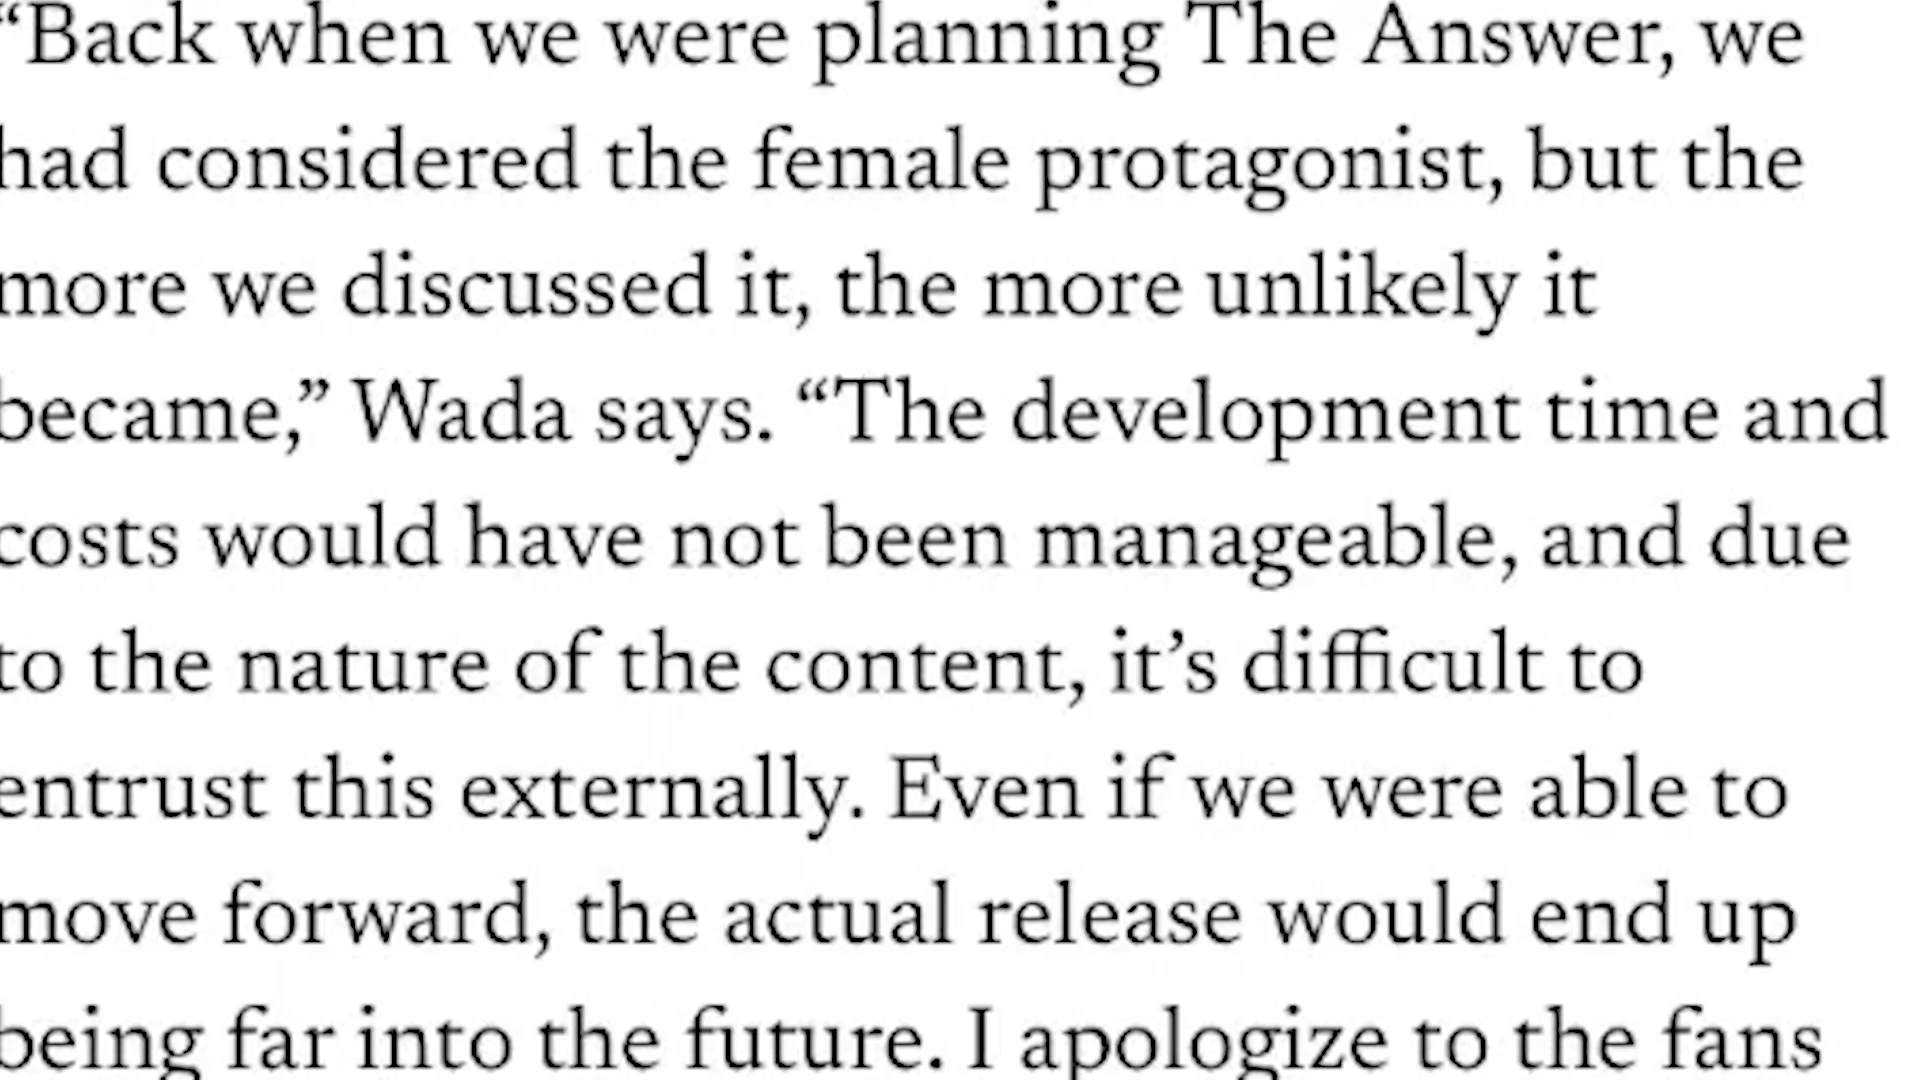 “Back when we were planning The Answer, we
had considered the female protagonist, but the
more we discussed it, the more unlikely it
became,” Wada says. “The development time and
costs would have not been manageable, and due
to the nature of the content, it’s difficult to
entrust this externally. Even if we were able to
move forward, the actual release would end up
being far into the future. I apologize to the fans